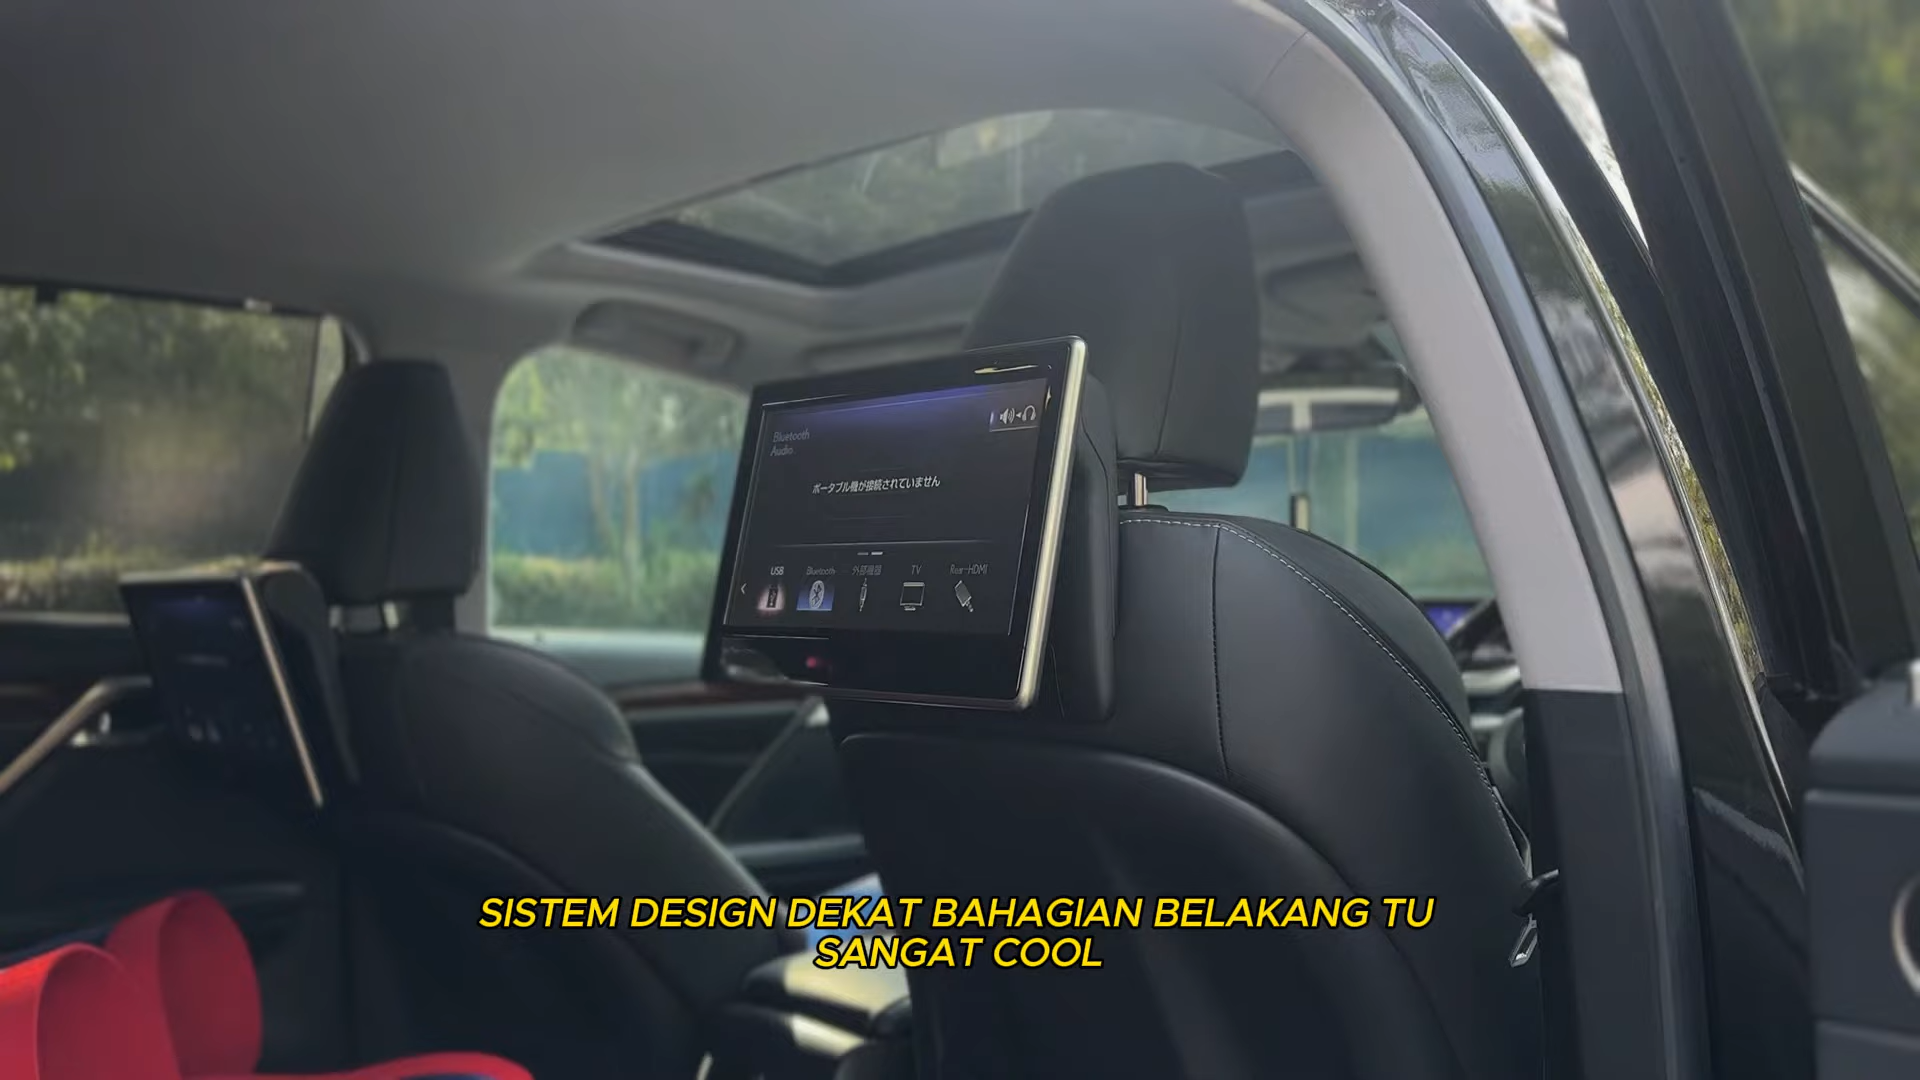 Bluetooth
Audio
ポータブル機が接続されていません
USB
Bluetooth
外部機器
TV
Rear-HDMI
SISTEM DESIGN DEKAT BAHAGIAN BELAKANG TU
SANGAT COOL